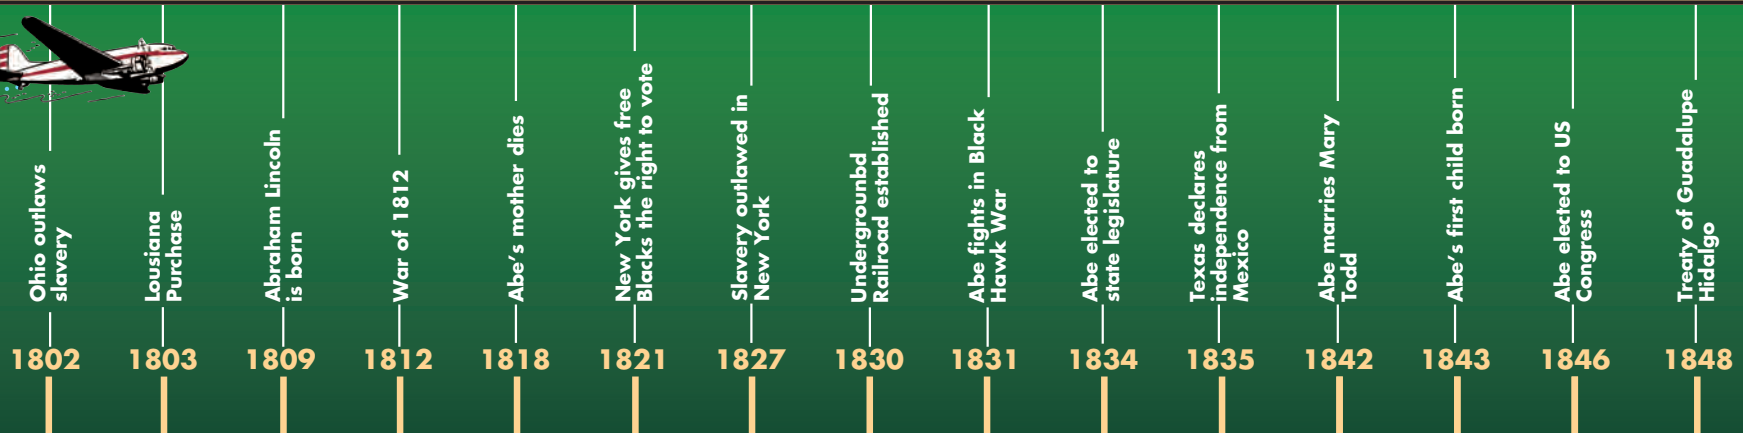 Ohio outlaws
slavery
1802
Lousiana
Purchase
1803
Abraham Lincoln
is born
1809
War of 1812
1812
Abe's mother dies
1818
New York gives free
Blacks the right to vote
1821
Slavery outlawed in
New York
1827
Undergrounbd
Railroad established
1830
Abe fights in Black
Hawk War
1831
Abe elected to
state legislature
1834
Texas declares
independence from
Mexico
1835
Abe marries Mary
Todd
1842
Abe's first child born
1843
Abe elected to US
Congress
1846
Treaty of Guadalupe
Hidalgo
1848